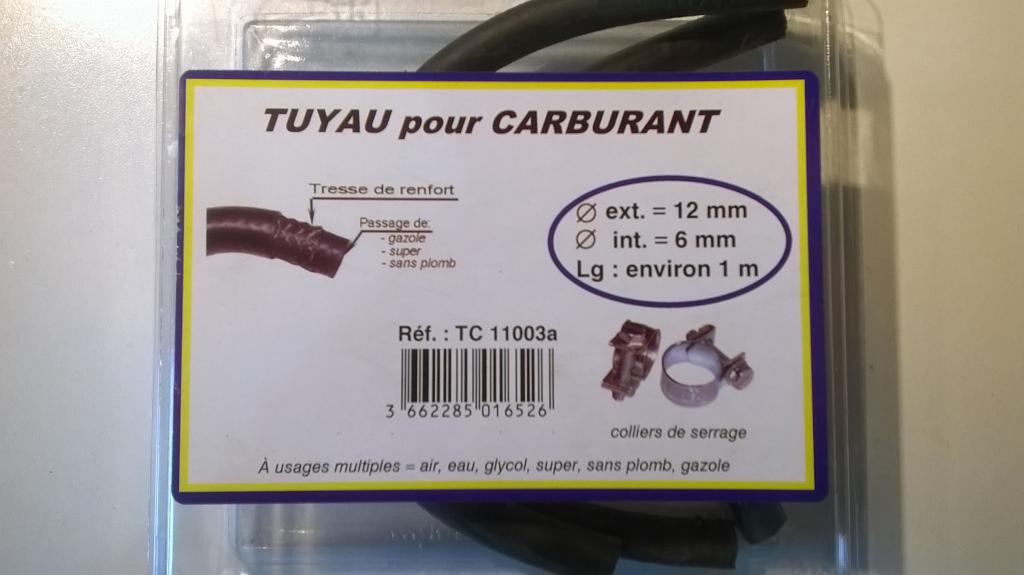 TUYAU pour CARBURANT
Tresse de renfort
Passage de:
- gazole
- super
- sans plomb
∅ ext. = 12 mm
∅ int. = 6 mm
Lg : environ 1 m
Réf. : TC 11003a
3 662285 016526
colliers de serrage
À usages multiples = air, eau, glycol, super, sans plomb, gazole